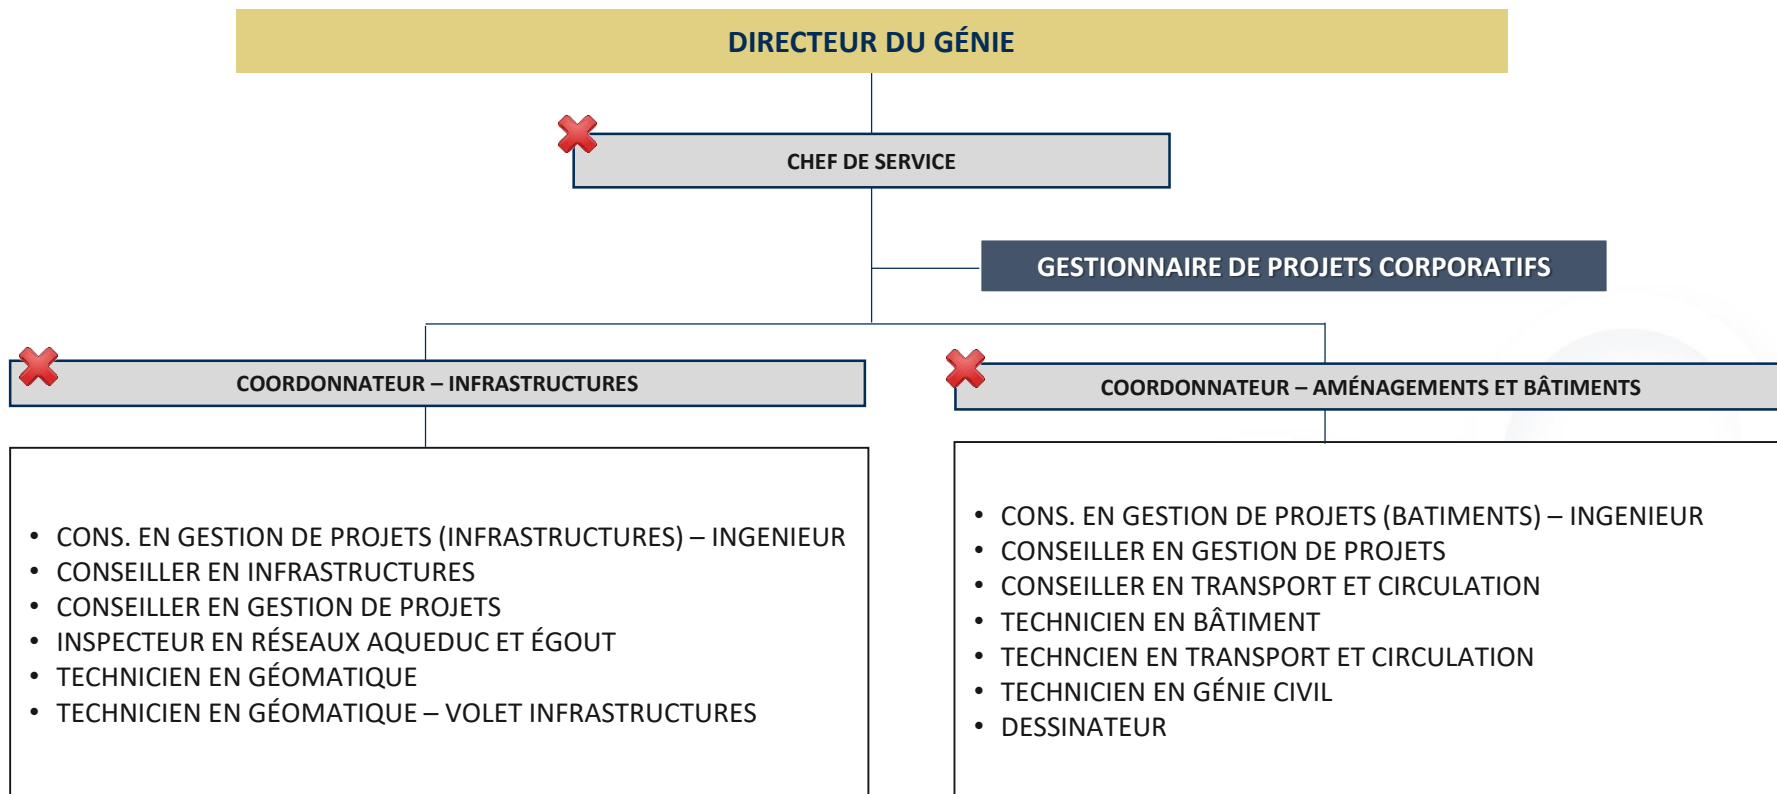 DIRECTEUR DU GÉNIE
CHEF DE SERVICE
GESTIONNAIRE DE PROJETS CORPORATIFS
COORDONNATEUR – INFRASTRUCTURES
• CONS. EN GESTION DE PROJETS (INFRASTRUCTURES) – INGENIEUR
• CONSEILLER EN INFRASTRUCTURES
• CONSEILLER EN GESTION DE PROJETS
• INSPECTEUR EN RÉSEAUX AQUEDUC ET ÉGOUT
• TECHNICIEN EN GÉOMATIQUE
• TECHNICIEN EN GÉOMATIQUE – VOLET INFRASTRUCTURES
COORDONNATEUR – AMÉNAGEMENTS ET BÂTIMENTS
• CONS. EN GESTION DE PROJETS (BATIMENTS) – INGENIEUR
• CONSEILLER EN GESTION DE PROJETS
• CONSEILLER EN TRANSPORT ET CIRCULATION
• TECHNICIEN EN BÂTIMENT
• TECHNCIEN EN TRANSPORT ET CIRCULATION
• TECHNICIEN EN GÉNIE CIVIL
• DESSINATEUR